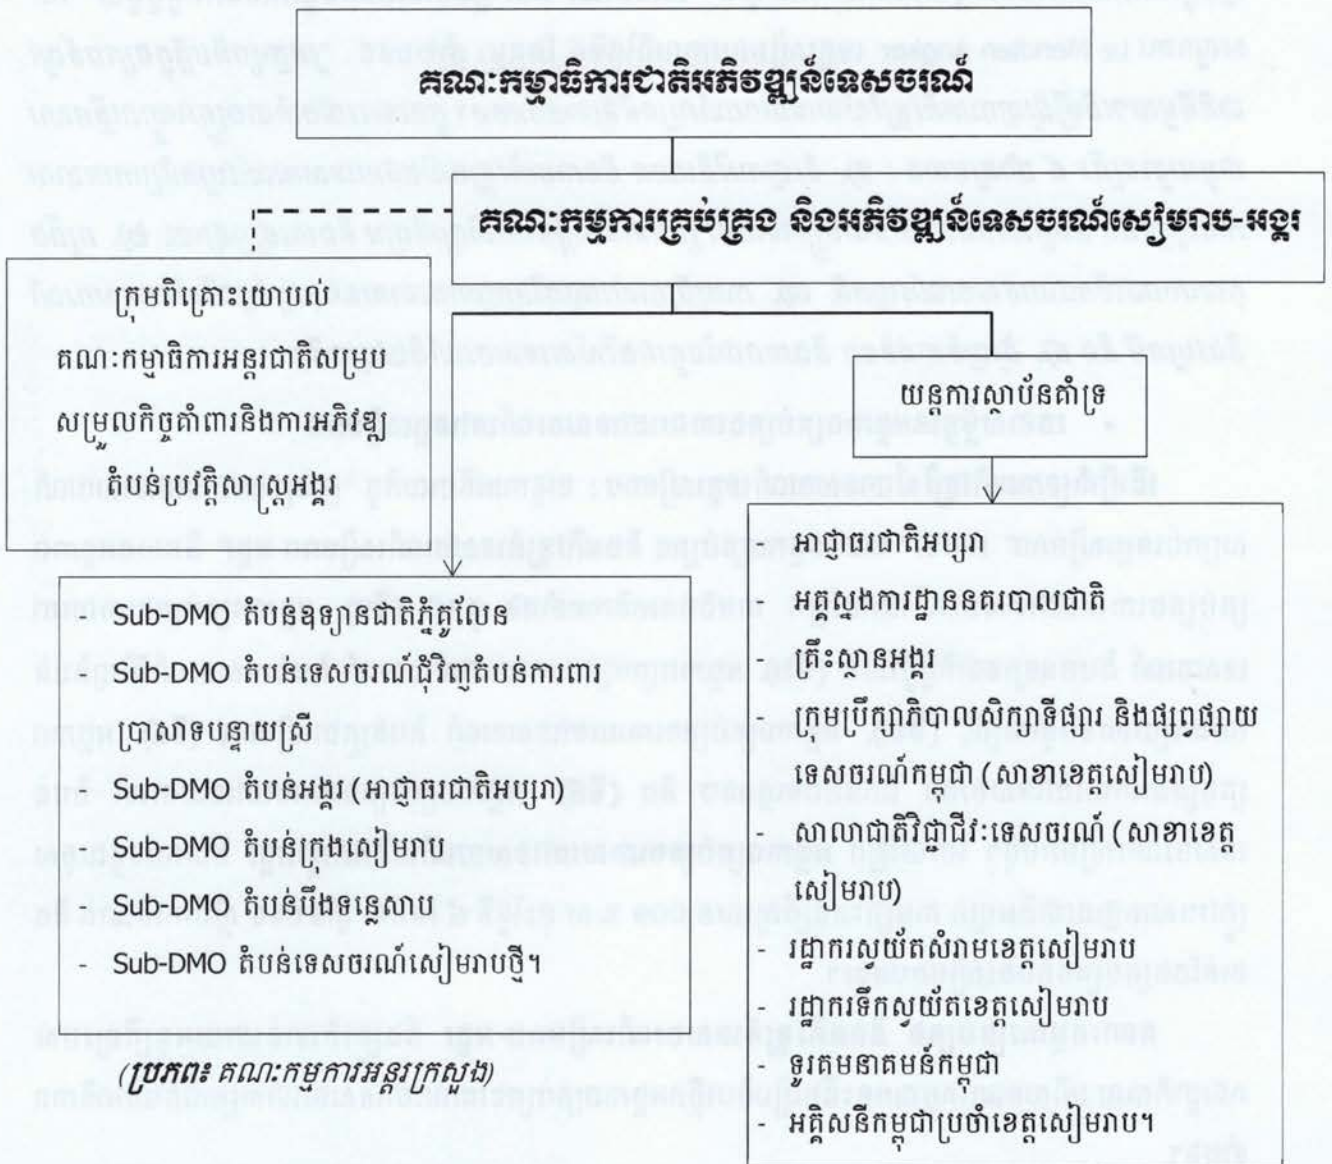 គណៈកម្មាធិការជាតិអភិវឌ្ឍន៍ទេសចរណ៍
គណៈកម្មការគ្រប់គ្រង និងអភិវឌ្ឍន៍ទេសចរណ៍សៀមរាប-អង្គរ
ក្រុមពិគ្រោះយោបល់
គណៈកម្មាធិការអន្តរជាតិសម្រប
សម្រួលកិច្ចគាំពារនិងការអភិវឌ្ឍ
តំបន់ប្រវត្តិសាស្ត្រអង្គរ
យន្តការស្ថាប័នគាំទ្រ
- Sub-DMO តំបន់ឧទ្យានជាតិភ្នំគូលែន
- Sub-DMO តំបន់ទេសចរណ៍ជុំវិញតំបន់ការពារ
ប្រាសាទបន្ទាយស្រី
- Sub-DMO តំបន់អង្គរ (អាជ្ញាធរជាតិអប្សរា)
- Sub-DMO តំបន់ក្រុងសៀមរាប
- Sub-DMO តំបន់បឹងទន្លេសាប
- Sub-DMO តំបន់ទេសចរណ៍សៀមរាបថ្មី។
(ប្រភព៖ គណៈកម្មការអន្តរក្រសួង)
- អាជ្ញាធរជាតិអប្សរា
- អគ្គស្នងការដ្ឋាននគរបាលជាតិ
- គ្រឹះស្ថានអង្គរ
- ក្រុមប្រឹក្សាភិបាលសិក្សាទីផ្សារ និងផ្សព្វផ្សាយ
ទេសចរណ៍កម្ពុជា (សាខាខេត្តសៀមរាប)
- សាលាជាតិវិជ្ជាជីវៈទេសចរណ៍ (សាខាខេត្ត
សៀមរាប)
- រដ្ឋាករស្វយ័តសំរាមខេត្តសៀមរាប
- រដ្ឋាករទឹកស្វយ័តខេត្តសៀមរាប
- ទូរគមនាគមន៍កម្ពុជា
- អគ្គិសនីកម្ពុជាប្រចាំខេត្តសៀមរាប។